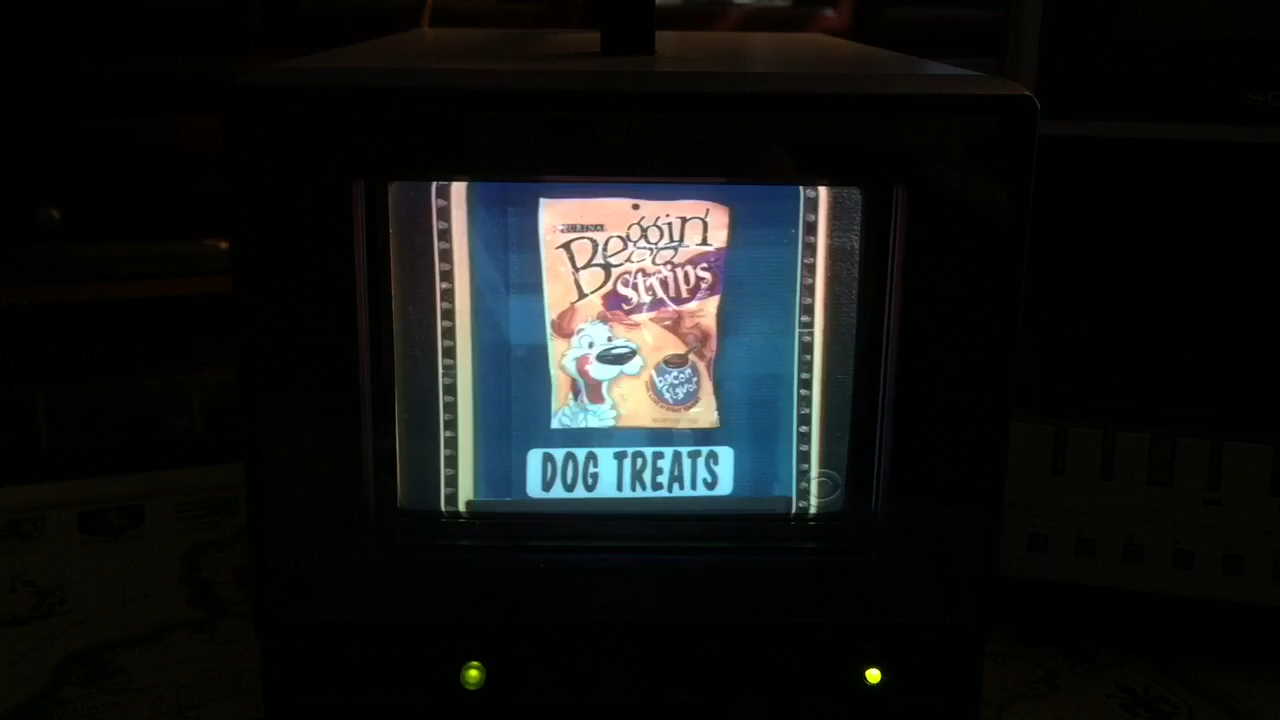 PURINA
Beggin'
Strips
bacon
flavor
DOG TREATS